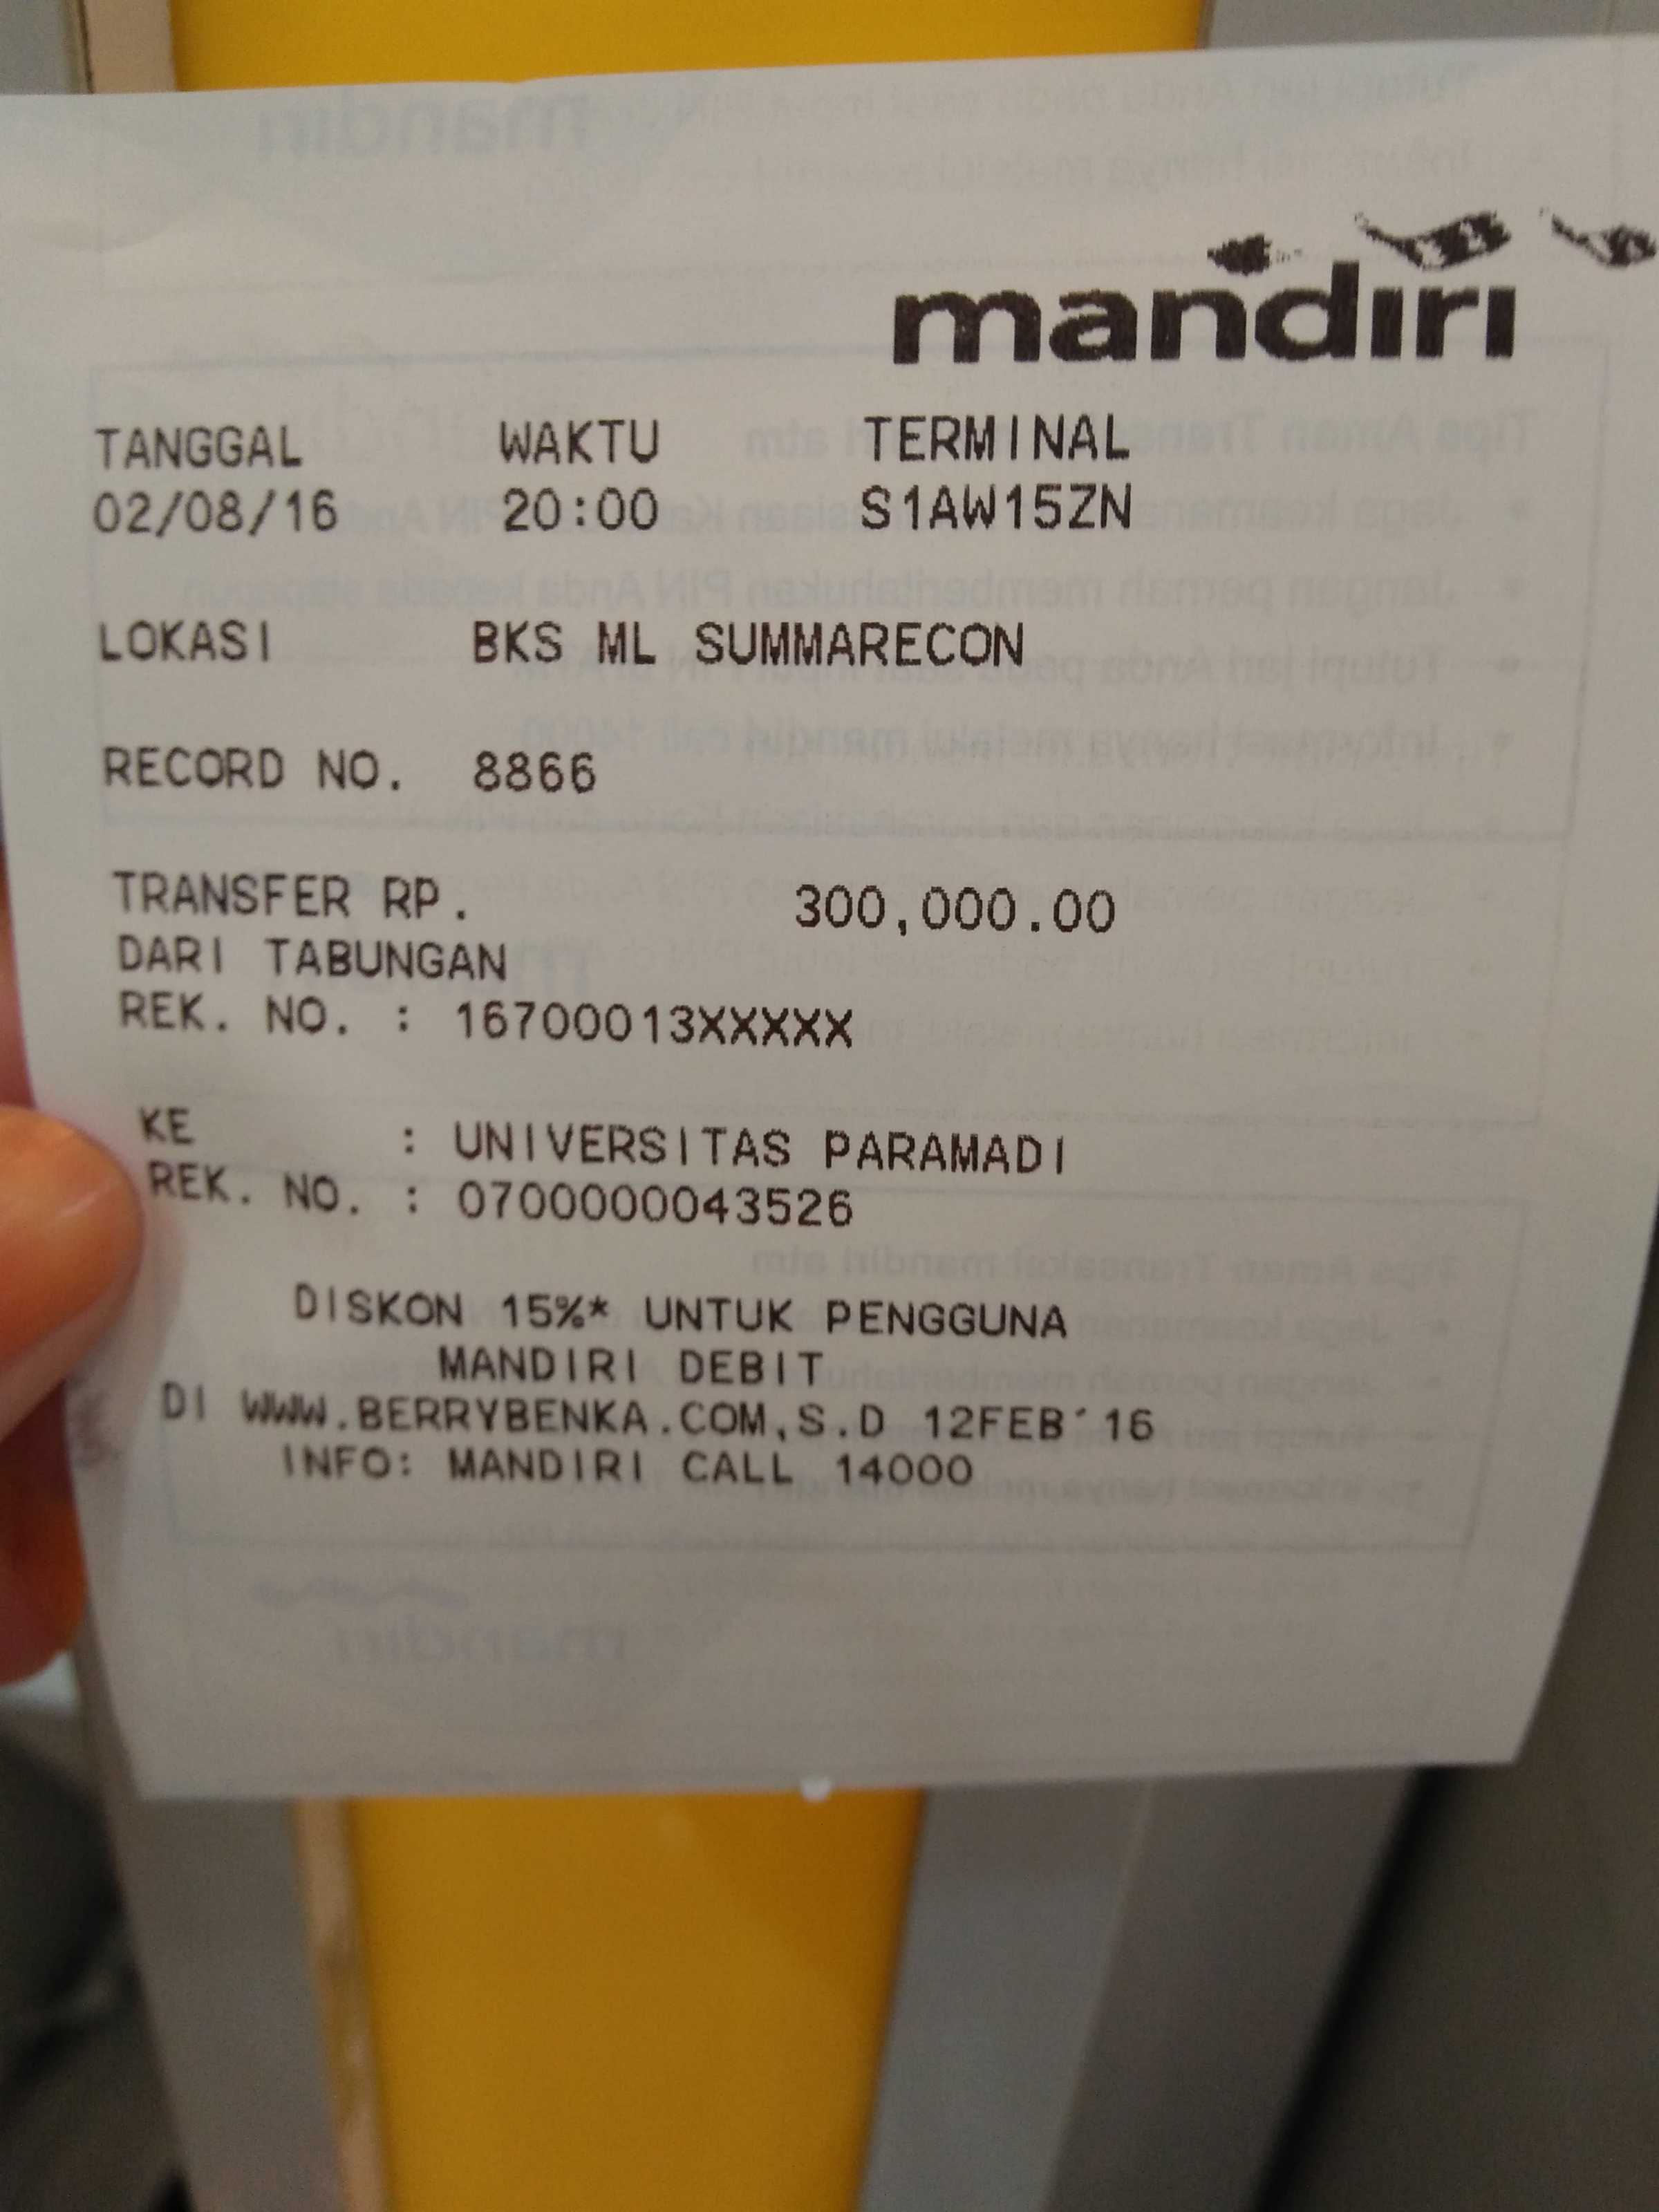 mandiri
TANGGAL WAKTU TERMINAL
02/08/16 20:00 S1AW15ZN
LOKASI BKS ML SUMMARECON
RECORD NO. 8866
TRANSFER RP. 300,000.00
DARI TABUNGAN
REK. NO. : 16700013XXXXX
KE : UNIVERSITAS PARAMADI
REK. NO. : 0700000043526
DISKON 15%* UNTUK PENGGUNA
MANDIRI DEBIT
DI WWW.BERRYBENKA.COM,S.D 12FEB´16
INFO: MANDIRI CALL 14000